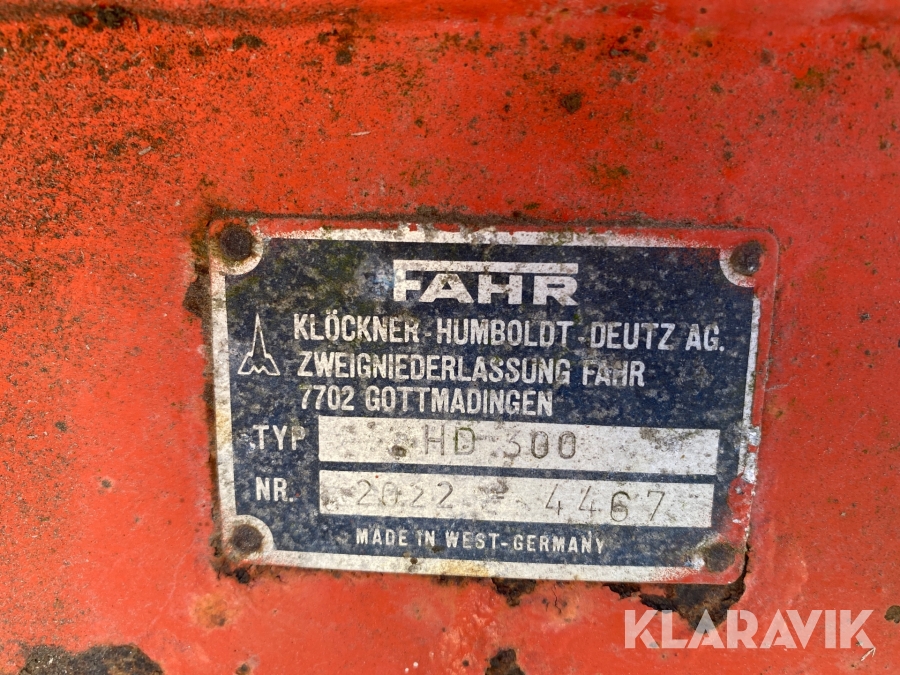 FAHR
KLÖCKNER-HUMBOLDT-DEUTZ AG.
ZWEIGNIEDERLASSUNG FAHR
7702 GOTTMADINGEN
TYP HD 300
NR. 2022 - 4467
MADE IN WEST-GERMANY
KLARAVIK